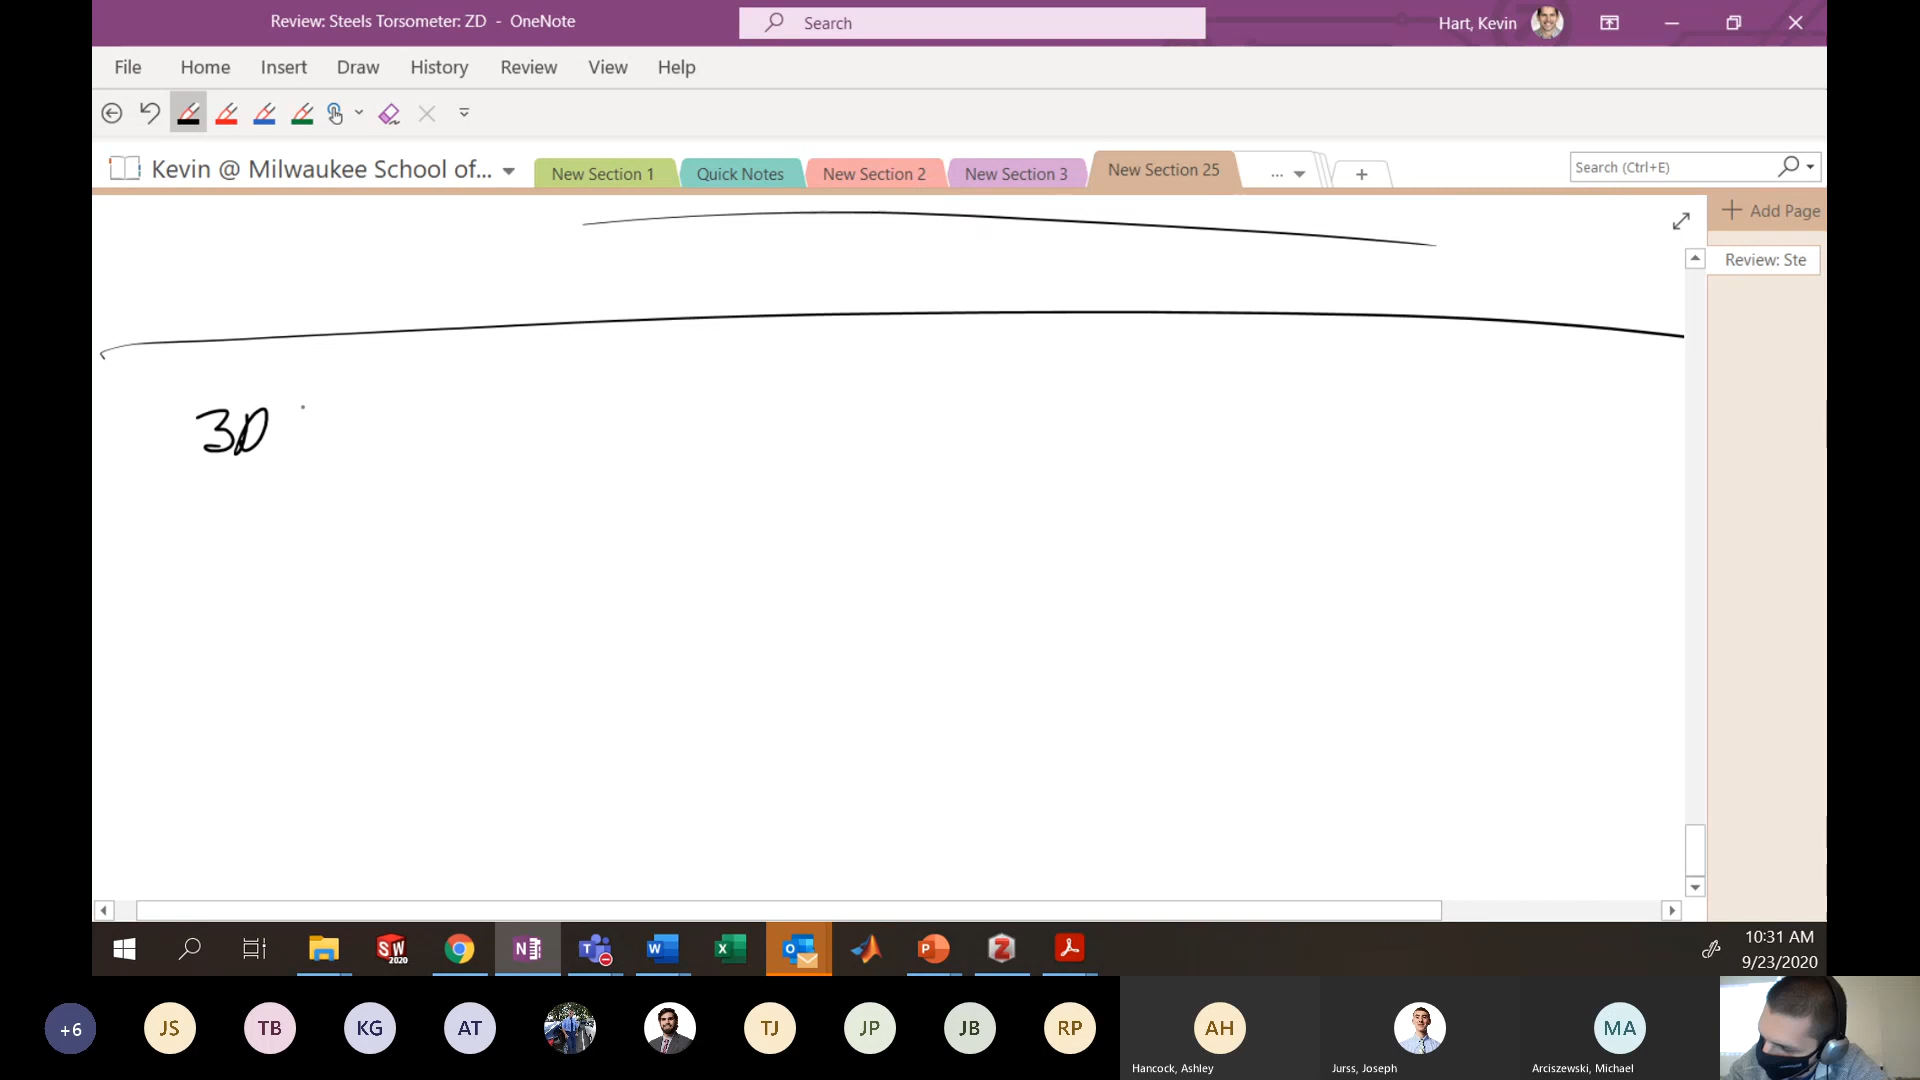 Review: Steels Torsometer: ZD - OneNote
Search
Hart, Kevin
File Home Insert Draw History Review View Help
Kevin @ Milwaukee School of...
New Section 1
Quick Notes
New Section 2
New Section 3
New Section 25
...
Search (Ctrl+E)
Add Page
Review: Ste
3D
SW
2020
N
T
W
X
O
P
Z
10:31 AM
9/23/2020
+6
JS
TB
KG
AT
TJ
JP
JB
RP
AH
MA
Hancock, Ashley
Jurss, Joseph
Arciszewski, Michael